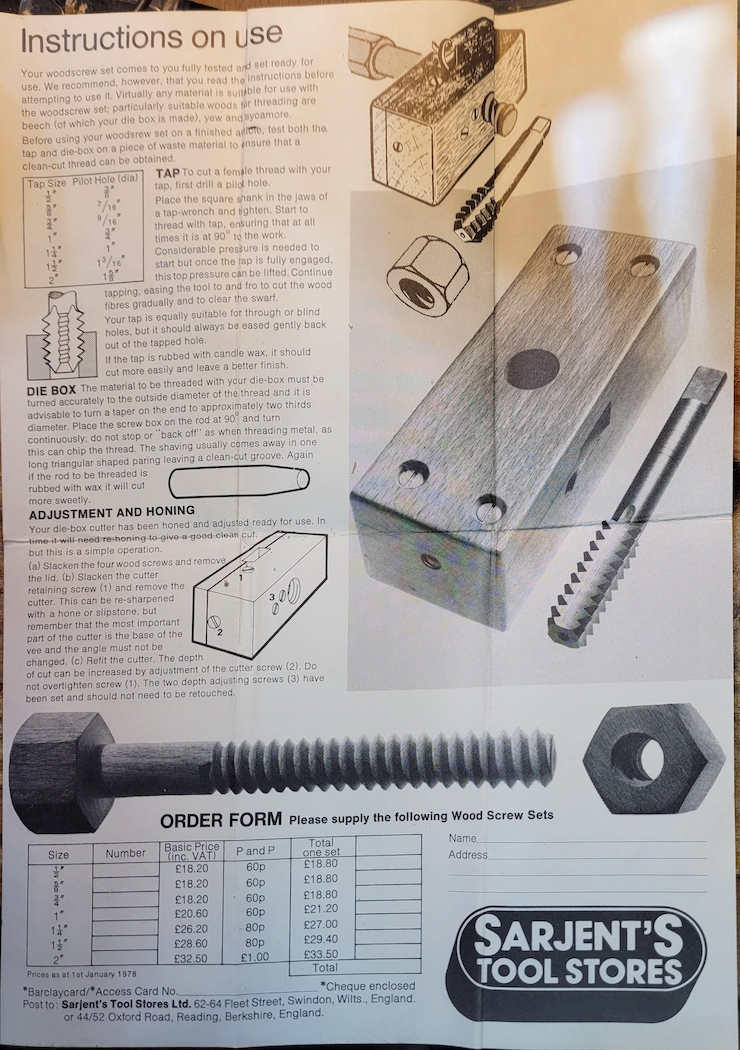 Instructions on use
Your woodscrew set comes to you fully tested and set ready for
use. We recommend, however, that you read the instructions before
attempting to use it. Virtually any material is suitable for use with
the woodscrew set; particularly suitable woods for threading are
beech (of which your die box is made), yew and sycamore.
Before using your woodsrew set on a finished article, test both the
tap and die-box on a piece of waste material to ensure that a
clean-cut thread can be obtained.
Tap Size Pilot Hole (dia)
½" ⅜"
⅝" 7/16"
¾" 9/16"
1" ¾"
1¼" 1"
1½" 1³/16"
2" 1⅝"
TAP To cut a female thread with your
tap, first drill a pilot hole.
Place the square shank in the jaws of
a tap-wrench and tighten. Start to
thread with tap, ensuring that at all
times it is at 90° to the work.
Considerable pressure is needed to
start but once the tap is fully engaged,
this top pressure can be lifted. Continue
tapping, easing the tool to and fro to cut the wood
fibres gradually and to clear the swarf.
Your tap is equally suitable for through or blind
holes, but it should always be eased gently back
out of the tapped hole.
If the tap is rubbed with candle wax, it should
cut more easily and leave a better finish.
DIE BOX The material to be threaded with your die-box must be
turned accurately to the outside diameter of the thread and it is
advisable to turn a taper on the end to approximately two thirds
diameter. Place the screw box on the rod at 90° and turn
continuously; do not stop or "back off" as when threading metal, as
this can chip the thread. The shaving usually comes away in one
long triangular shaped paring leaving a clean-cut groove. Again
if the rod to be threaded is
rubbed with wax it will cut
more sweetly.
ADJUSTMENT AND HONING
Your die-box cutter has been honed and adjusted ready for use. In
time it will need re-honing to give a good clean cut,
but this is a simple operation.
(a) Slacken the four wood screws and remove
the lid. (b) Slacken the cutter
retaining screw (1) and remove the
cutter. This can be re-sharpened
with a hone or slipstone, but
remember that the most important
part of the cutter is the base of the
vee and the angle must not be
changed. (c) Refit the cutter. The depth
of cut can be increased by adjustment of the cutter screw (2). Do
not overtighten screw (1). The two depth adjusting screws (3) have
been set and should not need to be retouched.
1
3
2
ORDER FORM Please supply the following Wood Screw Sets
Size Number Basic Price (inc. VAT) P and P Total one set
½" £18.20 60p £18.80
⅝" £18.20 60p £18.80
¾" £18.20 60p £18.80
1" £20.60 60p £21.20
1¼" £26.20 80p £27.00
1½" £28.60 80p £29.40
2" £32.50 £1.00 £33.50
Total
Prices as at 1st January 1978
Name
Address
*Barclaycard/*Access Card No. *Cheque enclosed
Post to: Sarjent's Tool Stores Ltd. 62-64 Fleet Street, Swindon, Wilts., England.
or 44/52 Oxford Road, Reading, Berkshire, England.
SARJENT'S
TOOL STORES